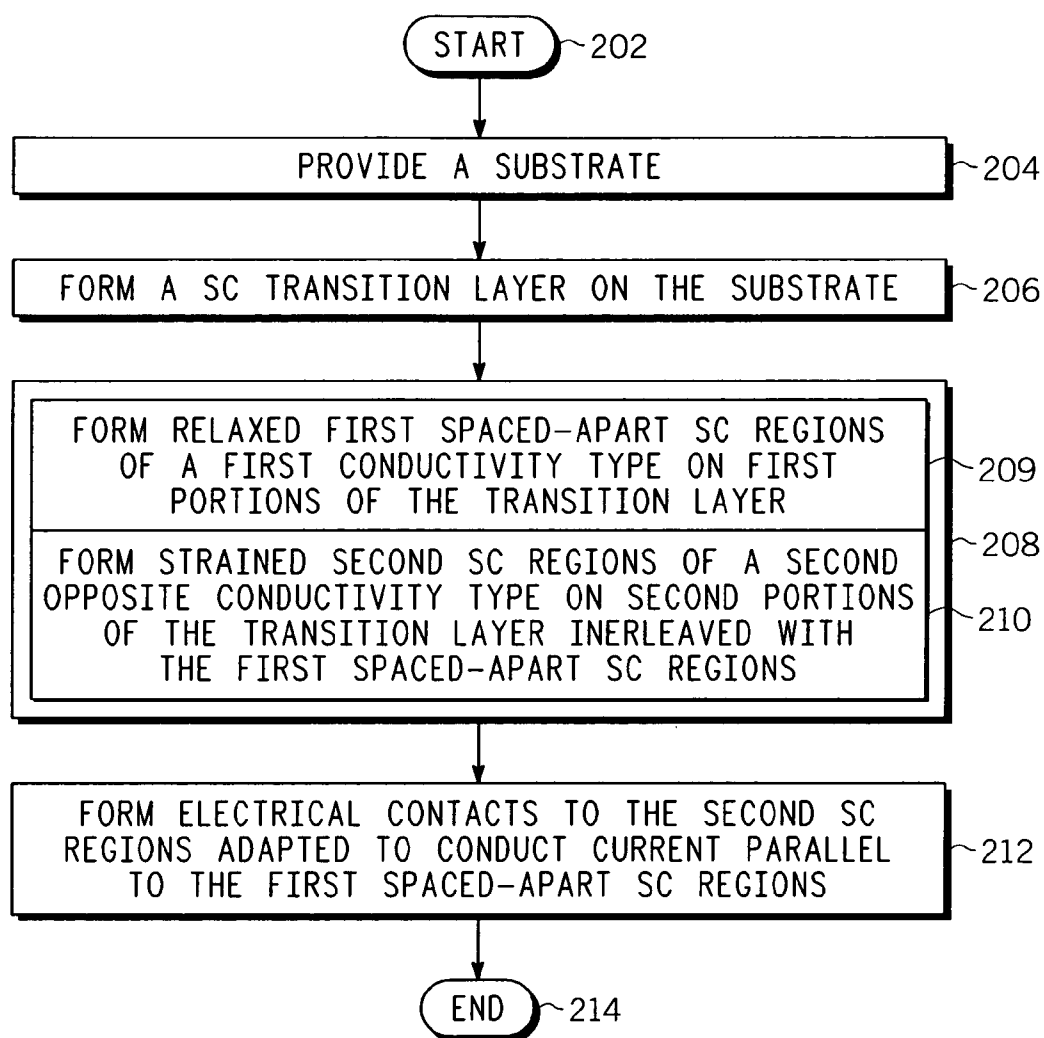 START 202
PROVIDE A SUBSTRATE 204
FORM A SC TRANSITION LAYER ON THE SUBSTRATE 206
FORM RELAXED FIRST SPACED-APART SC REGIONS
OF A FIRST CONDUCTIVITY TYPE ON FIRST
PORTIONS OF THE TRANSITION LAYER
209
208
FORM STRAINED SECOND SC REGIONS OF A SECOND
OPPOSITE CONDUCTIVITY TYPE ON SECOND PORTIONS
OF THE TRANSITION LAYER INERLEAVED WITH
THE FIRST SPACED-APART SC REGIONS
210
FORM ELECTRICAL CONTACTS TO THE SECOND SC
REGIONS ADAPTED TO CONDUCT CURRENT PARALLEL
TO THE FIRST SPACED-APART SC REGIONS
212
END 214